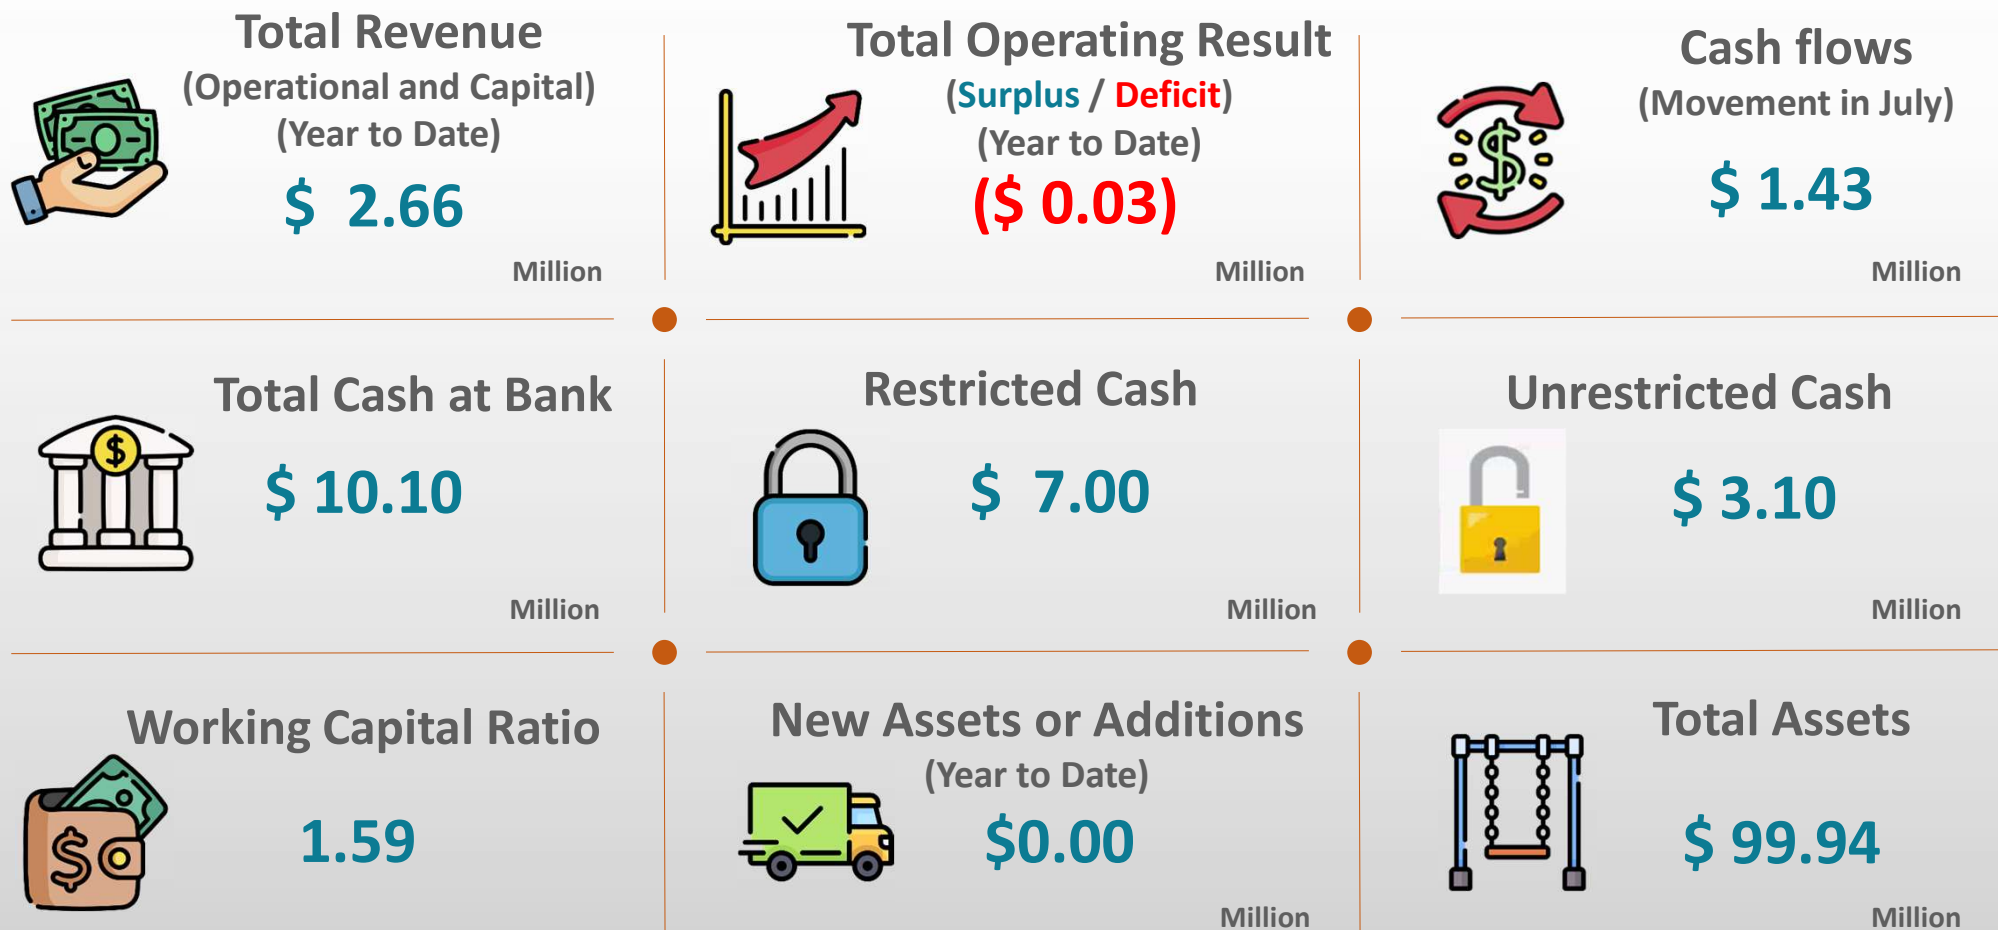 Total Revenue
(Operational and Capital)
(Year to Date)
$ 2.66
Million
Total Operating Result
(Surplus / Deficit)
(Year to Date)
($ 0.03)
Million
Cash flows
(Movement in July)
$ 1.43
Million
Total Cash at Bank
$ 10.10
Million
Restricted Cash
$ 7.00
Million
Unrestricted Cash
$ 3.10
Million
Working Capital Ratio
1.59
New Assets or Additions
(Year to Date)
$0.00
Million
Total Assets
$ 99.94
Million